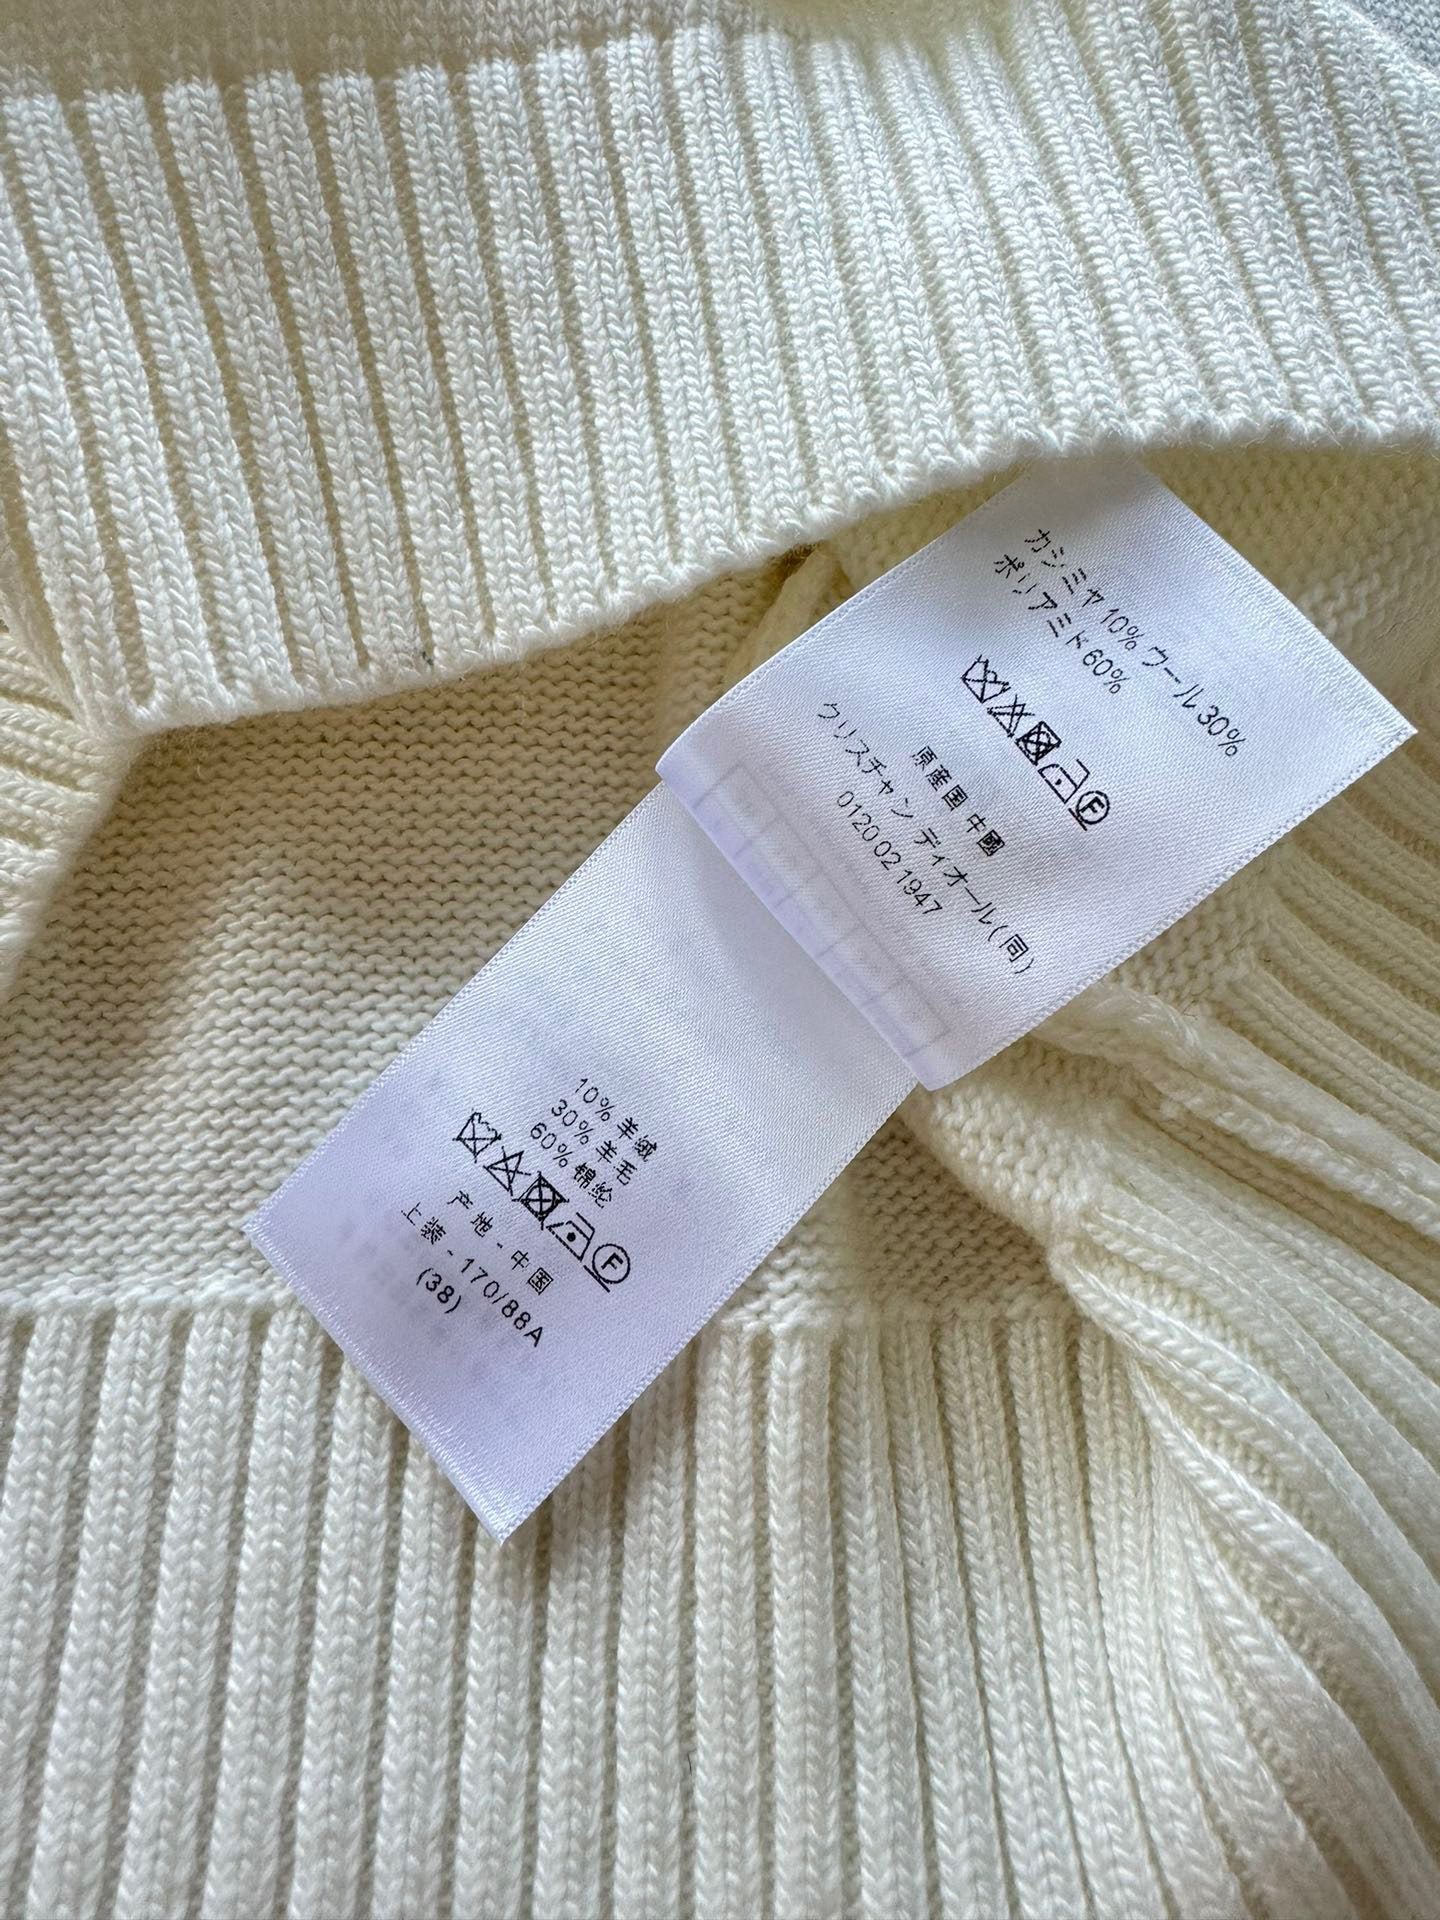 カシミヤ 10% ウール 30%
ポリアミド 60%
F
原産国 中國
クリスチャン ディオール(同)
0120 02 1947
10% 羊绒
30% 羊毛
60% 锦纶
F
产地 - 中国
上装 - 170/88A
(38)